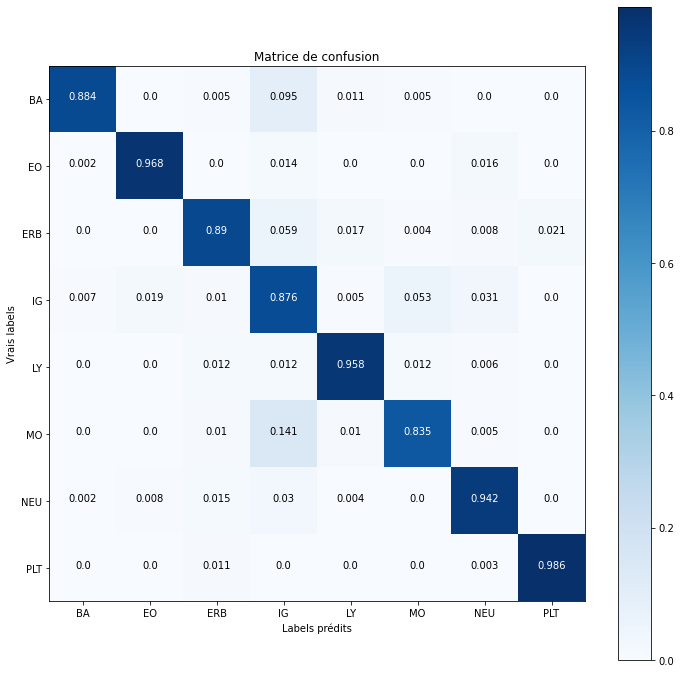 Matrice de confusion
BA 0.884 0.0 0.005 0.095 0.011 0.005 0.0 0.0
EO 0.002 0.968 0.0 0.014 0.0 0.0 0.016 0.0
ERB 0.0 0.0 0.89 0.059 0.017 0.004 0.008 0.021
IG 0.007 0.019 0.01 0.876 0.005 0.053 0.031 0.0
LY 0.0 0.0 0.012 0.012 0.958 0.012 0.006 0.0
MO 0.0 0.0 0.01 0.141 0.01 0.835 0.005 0.0
NEU 0.002 0.008 0.015 0.03 0.004 0.0 0.942 0.0
PLT 0.0 0.0 0.011 0.0 0.0 0.0 0.003 0.986
BA EO ERB IG LY MO NEU PLT
Labels prédits
Vrais labels
0.8
0.6
0.4
0.2
0.0